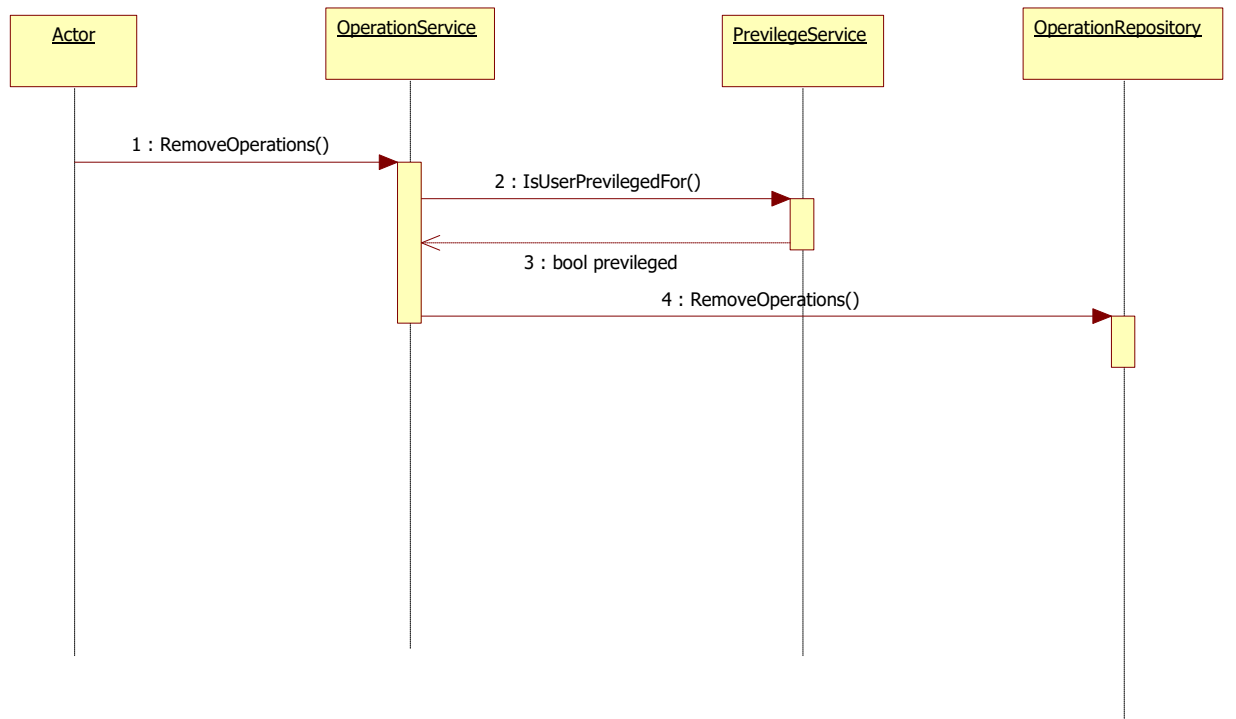 Actor
OperationService
PrevilegeService
OperationRepository
1 : RemoveOperations()
2 : IsUserPrevilegedFor()
3 : bool previleged
4 : RemoveOperations()